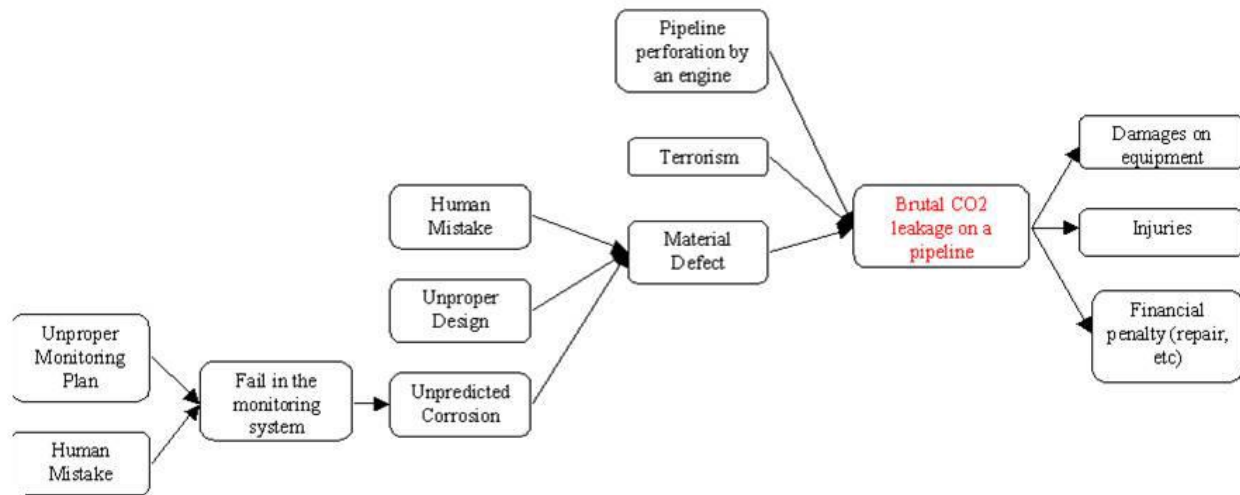 Pipeline
perforation by
an engine
Terrorism
Human
Mistake
Material
Defect
Unproper
Design
Unproper
Monitoring
Plan
Fail in the
monitoring
system
Unpredicted
Corrosion
Human
Mistake
Brutal CO2
leakage on a
pipeline
Damages on
equipment
Injuries
Financial
penalty (repair,
etc)